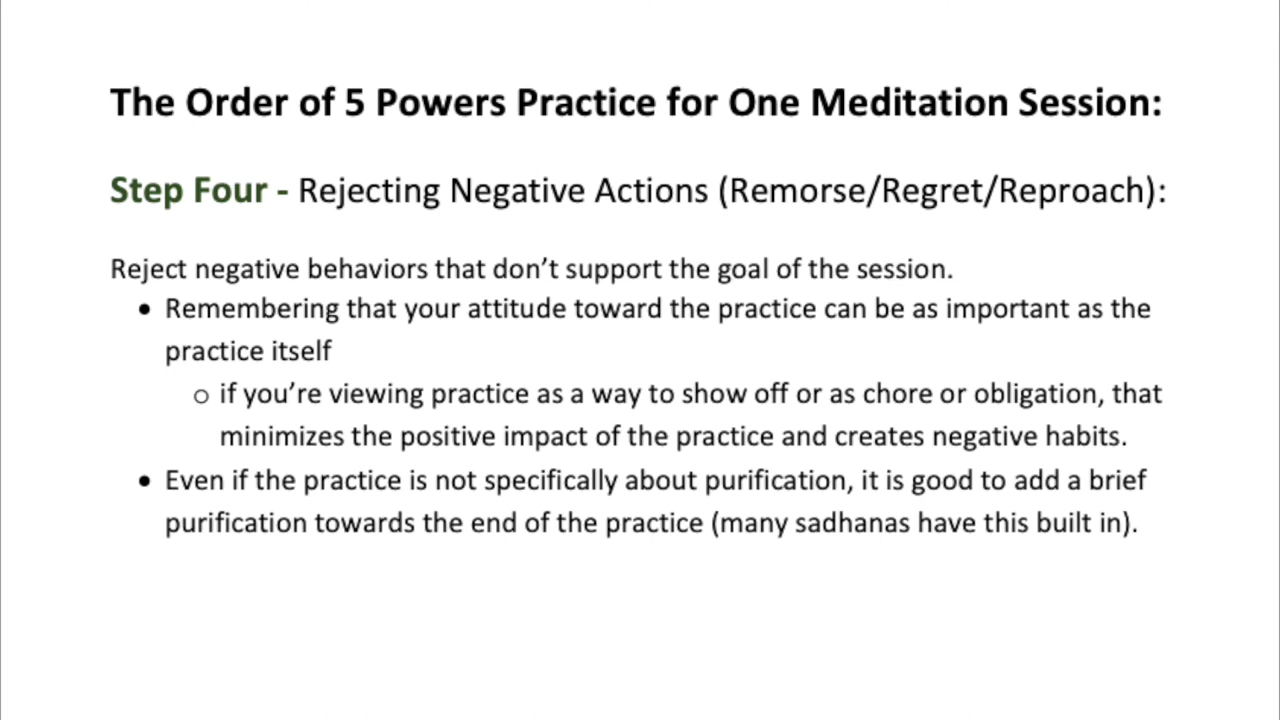 The Order of 5 Powers Practice for One Meditation Session:
Step Four - Rejecting Negative Actions (Remorse/Regret/Reproach):
Reject negative behaviors that don’t support the goal of the session.
• Remembering that your attitude toward the practice can be as important as the
practice itself
o if you’re viewing practice as a way to show off or as chore or obligation, that
minimizes the positive impact of the practice and creates negative habits.
• Even if the practice is not specifically about purification, it is good to add a brief
purification towards the end of the practice (many sadhanas have this built in).